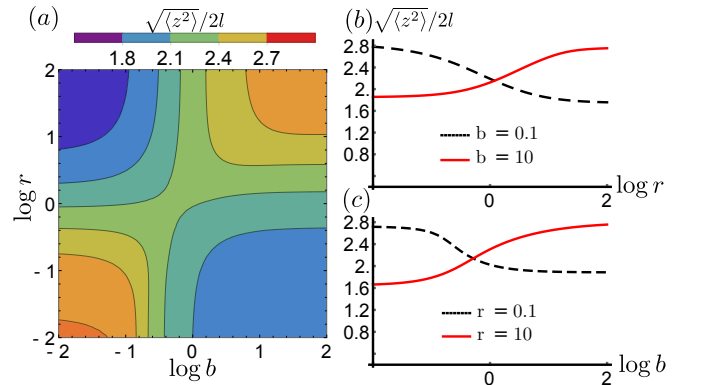 (a) √⟨z²⟩/2l
1.8 2.1 2.4 2.7
2
1
0
- 1
- 2
log r
- 2 - 1 0 1 2
log b
(b) √⟨z²⟩/2l
2.8
2.4
2.
1.6
1.2
0.8
b = 0.1
b = 10
0 2
log r
(c)
2.8
2.4
2.
1.6
1.2
0.8
r = 0.1
r = 10
0 2
log b